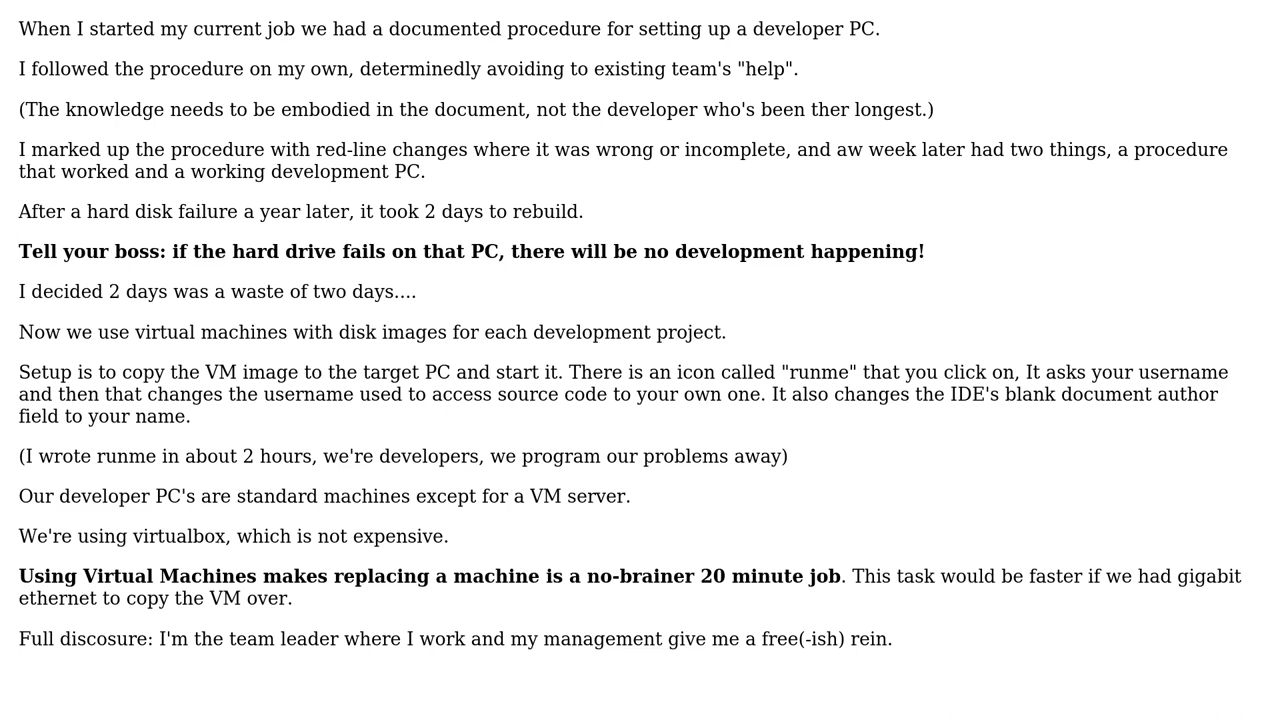 When I started my current job we had a documented procedure for setting up a developer PC.
I followed the procedure on my own, determinedly avoiding to existing team's "help".
(The knowledge needs to be embodied in the document, not the developer who's been ther longest.)
I marked up the procedure with red-line changes where it was wrong or incomplete, and aw week later had two things, a procedure
that worked and a working development PC.
After a hard disk failure a year later, it took 2 days to rebuild.
Tell your boss: if the hard drive fails on that PC, there will be no development happening!
I decided 2 days was a waste of two days....
Now we use virtual machines with disk images for each development project.
Setup is to copy the VM image to the target PC and start it. There is an icon called "runme" that you click on, It asks your username
and then that changes the username used to access source code to your own one. It also changes the IDE's blank document author
field to your name.
(I wrote runme in about 2 hours, we're developers, we program our problems away)
Our developer PC's are standard machines except for a VM server.
We're using virtualbox, which is not expensive.
Using Virtual Machines makes replacing a machine is a no-brainer 20 minute job. This task would be faster if we had gigabit
ethernet to copy the VM over.
Full discosure: I'm the team leader where I work and my management give me a free(-ish) rein.